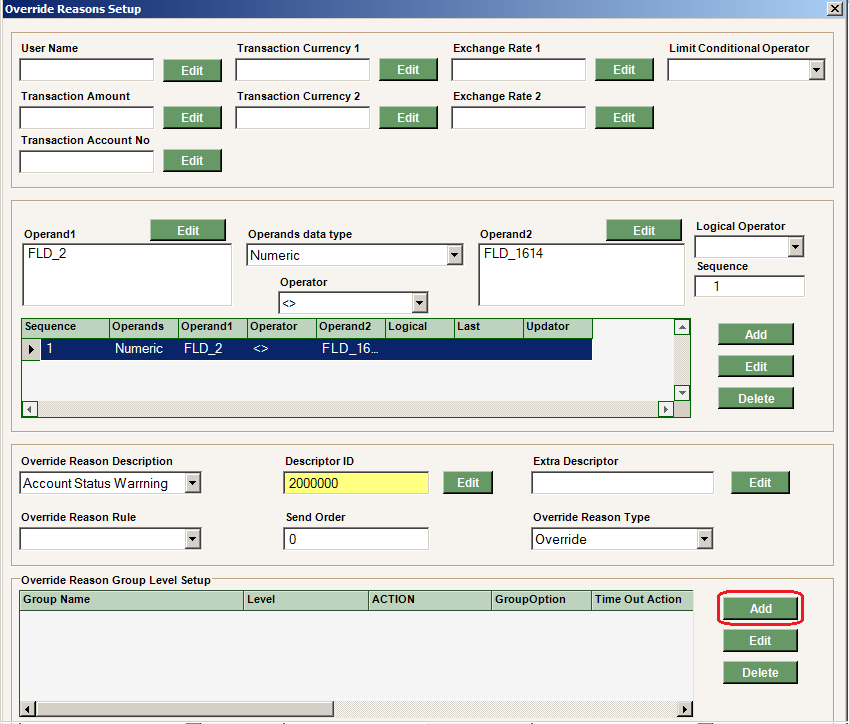 Override Reasons Setup
User Name Transaction Currency 1 Exchange Rate 1 Limit Conditional Operator
Edit Edit Edit
Transaction Amount Transaction Currency 2 Exchange Rate 2
Edit Edit Edit
Transaction Account No
Edit
Operand1 Edit Operands data type Operand2 Edit Logical Operator
FLD_2 Numeric FLD_1614
Operator Sequence
<> 1
Sequence Operands Operand1 Operator Operand2 Logical Last Updator
1 Numeric FLD_2 <> FLD_16...
Add
Edit
Delete
Override Reason Description Descriptor ID Extra Descriptor
Account Status Warrning 2000000 Edit Edit
Override Reason Rule Send Order Override Reason Type
0 Override
Override Reason Group Level Setup
Group Name Level ACTION GroupOption Time Out Action
Add
Edit
Delete